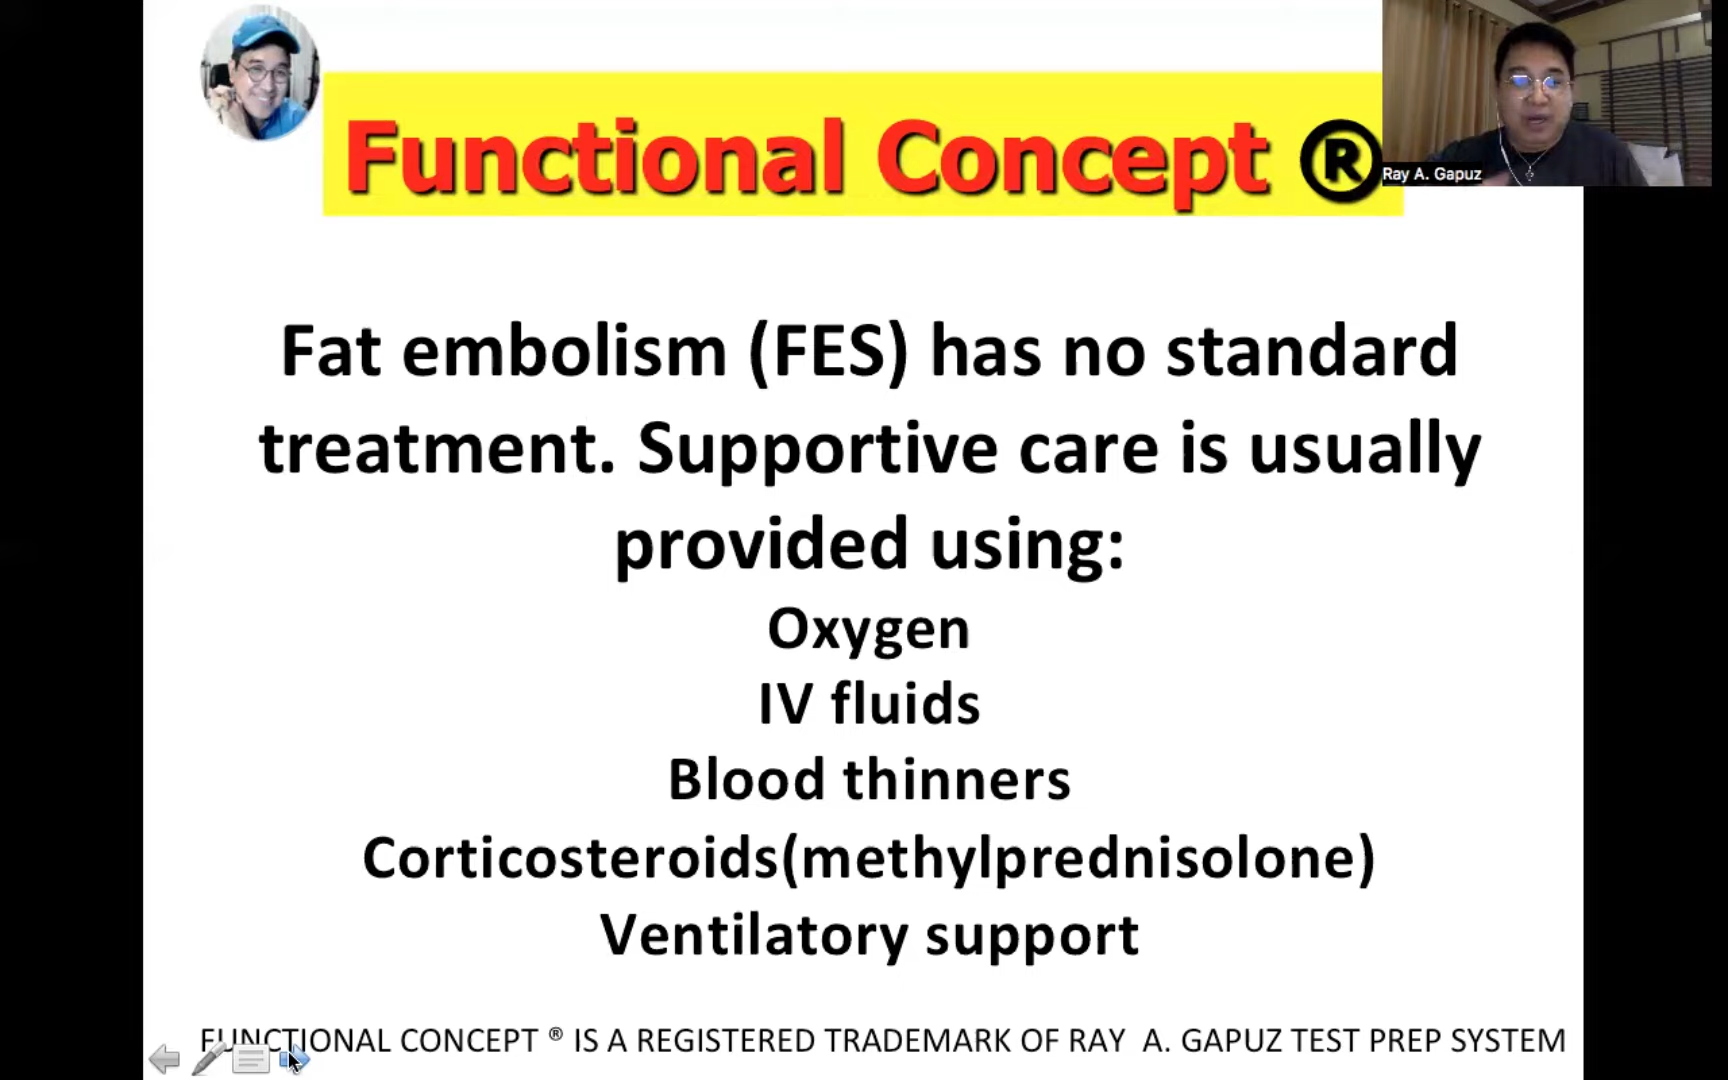 Functional Concept ®
Ray A. Gapuz
Fat embolism (FES) has no standard
treatment. Supportive care is usually
provided using:
Oxygen
IV fluids
Blood thinners
Corticosteroids(methylprednisolone)
Ventilatory support
FUNCTIONAL CONCEPT ® IS A REGISTERED TRADEMARK OF RAY A. GAPUZ TEST PREP SYSTEM